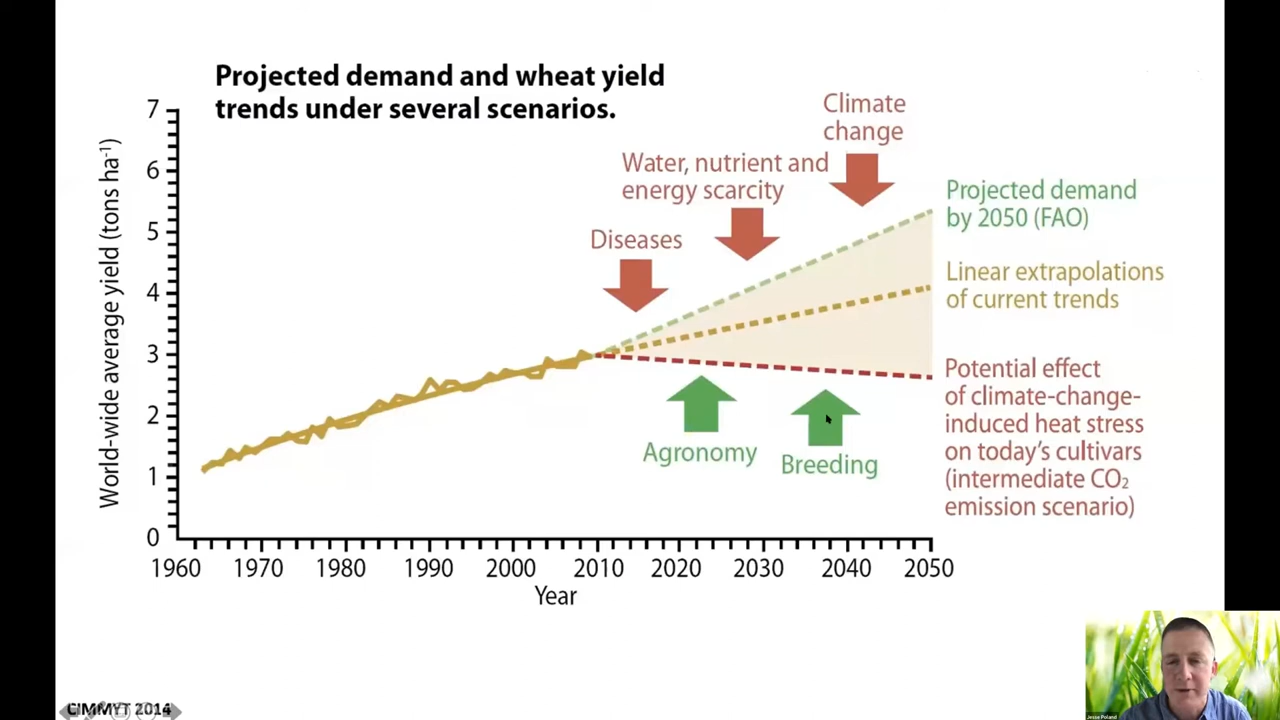 Projected demand and wheat yield
trends under several scenarios.
World-wide average yield (tons ha⁻¹)
7
6
5
4
3
2
1
0
Climate
change
Water, nutrient and
energy scarcity
Diseases
Projected demand
by 2050 (FAO)
Linear extrapolations
of current trends
Potential effect
of climate-change-
induced heat stress
on today's cultivars
(intermediate CO₂
emission scenario)
Agronomy
Breeding
1960 1970 1980 1990 2000 2010 2020 2030 2040 2050
Year
CIMMYT 2014
Jesse Poland